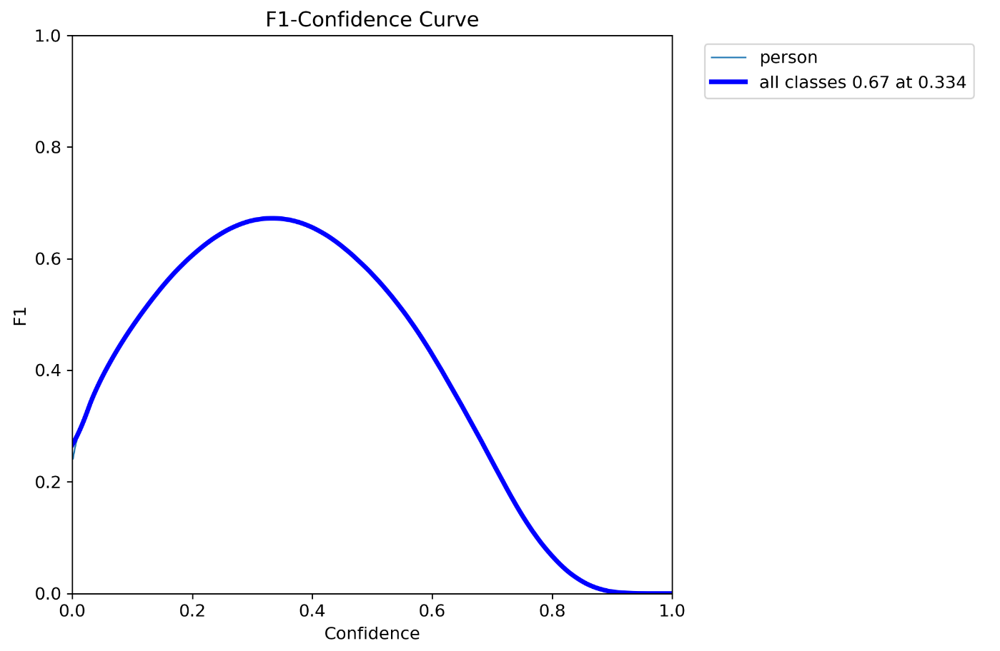 F1-Confidence Curve
person
all classes 0.67 at 0.334
1.0
0.8
0.6
0.4
0.2
0.0
F1
0.0 0.2 0.4 0.6 0.8 1.0
Confidence